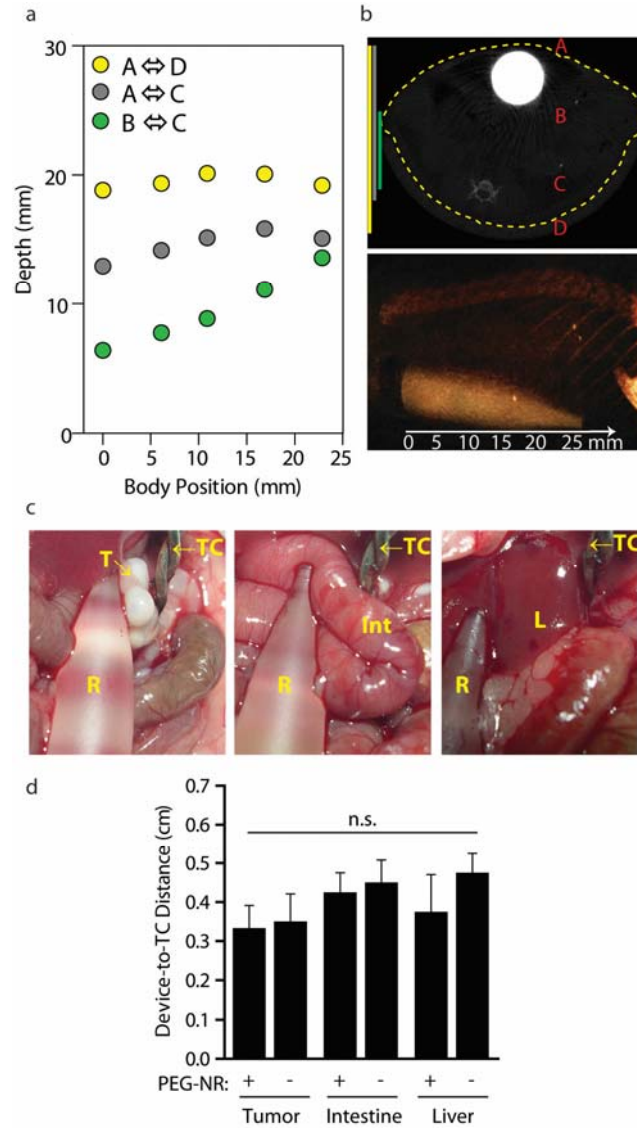 a
30
20
10
0
Depth (mm)
A ⇔ D
A ⇔ C
B ⇔ C
0 5 10 15 20 25
Body Position (mm)
b
A
B
C
D
0 5 10 15 20 25 mm
c
T
←TC
R
←TC
Int
R
←TC
L
R
d
0.7
0.6
0.5
0.4
0.3
0.2
0.1
0.0
Device-to-TC Distance (cm)
n.s.
PEG-NR: + - + - + -
Tumor Intestine Liver